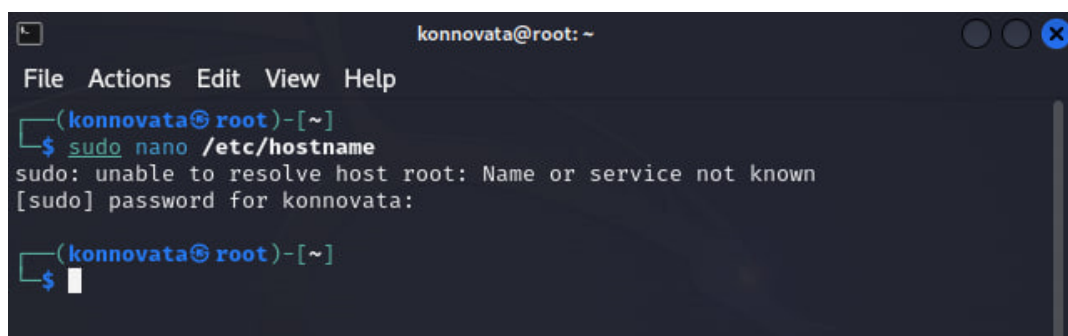 konnovata@root: ~
File Actions Edit View Help
┌──(konnovata㉿root)-[~]
└─$ sudo nano /etc/hostname
sudo: unable to resolve host root: Name or service not known
[sudo] password for konnovata:
┌──(konnovata㉿root)-[~]
└─$